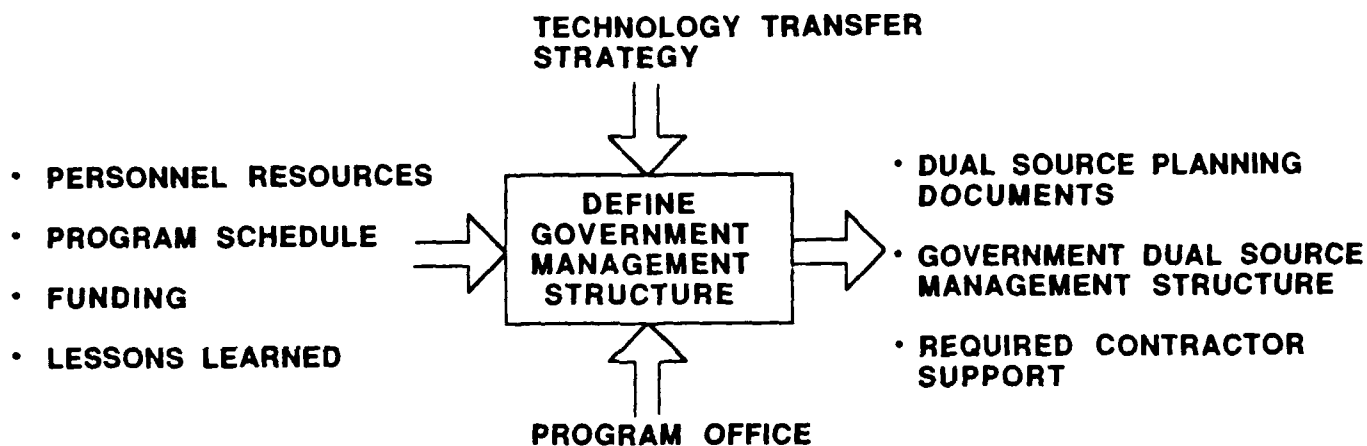 TECHNOLOGY TRANSFER
STRATEGY
• PERSONNEL RESOURCES
• PROGRAM SCHEDULE
• FUNDING
• LESSONS LEARNED
DEFINE
GOVERNMENT
MANAGEMENT
STRUCTURE
• DUAL SOURCE PLANNING
DOCUMENTS
• GOVERNMENT DUAL SOURCE
MANAGEMENT STRUCTURE
• REQUIRED CONTRACTOR
SUPPORT
PROGRAM OFFICE